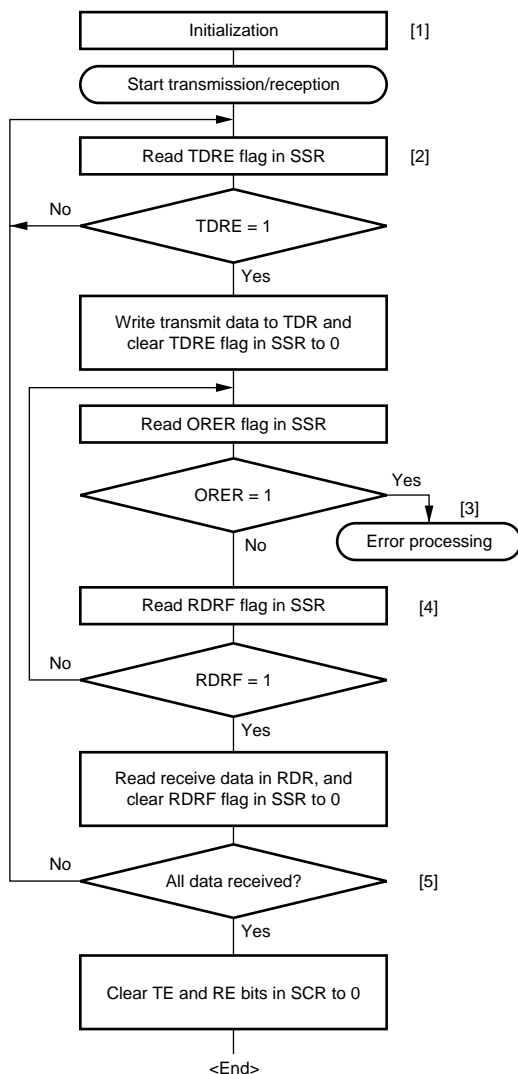 Initialization
[1]
Start transmission/reception
Read TDRE flag in SSR
[2]
No
TDRE = 1
Yes
Write transmit data to TDR and
clear TDRE flag in SSR to 0
Read ORER flag in SSR
Yes
ORER = 1
[3]
No
Error processing
Read RDRF flag in SSR
[4]
No
RDRF = 1
Yes
Read receive data in RDR, and
clear RDRF flag in SSR to 0
No
All data received?
[5]
Yes
Clear TE and RE bits in SCR to 0
<End>